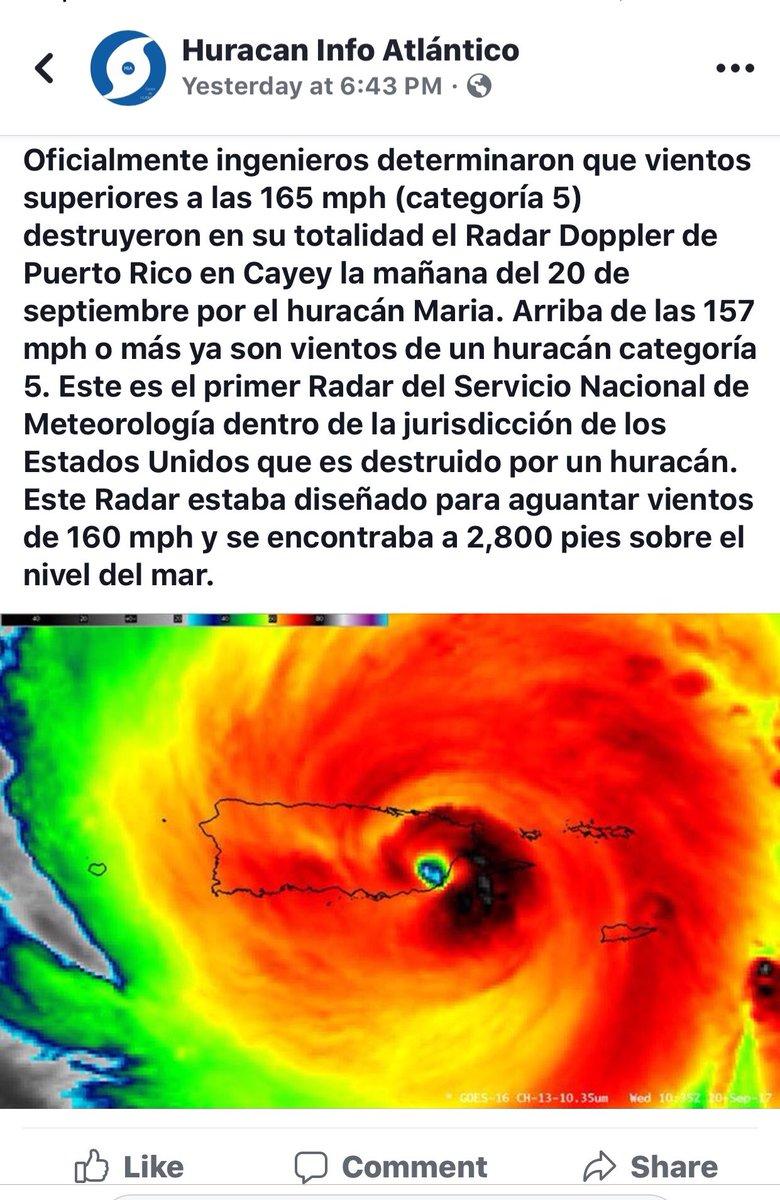 Huracan Info Atlántico
Yesterday at 6:43 PM ·
Oficialmente ingenieros determinaron que vientos
superiores a las 165 mph (categoría 5)
destruyeron en su totalidad el Radar Doppler de
Puerto Rico en Cayey la mañana del 20 de
septiembre por el huracán Maria. Arriba de las 157
mph o más ya son vientos de un huracán categoría
5. Este es el primer Radar del Servicio Nacional de
Meteorología dentro de la jurisdicción de los
Estados Unidos que es destruido por un huracán.
Este Radar estaba diseñado para aguantar vientos
de 160 mph y se encontraba a 2,800 pies sobre el
nivel del mar.
GOES-16 CH-13-10.35um Wed 20-Sep-17
Like Comment Share